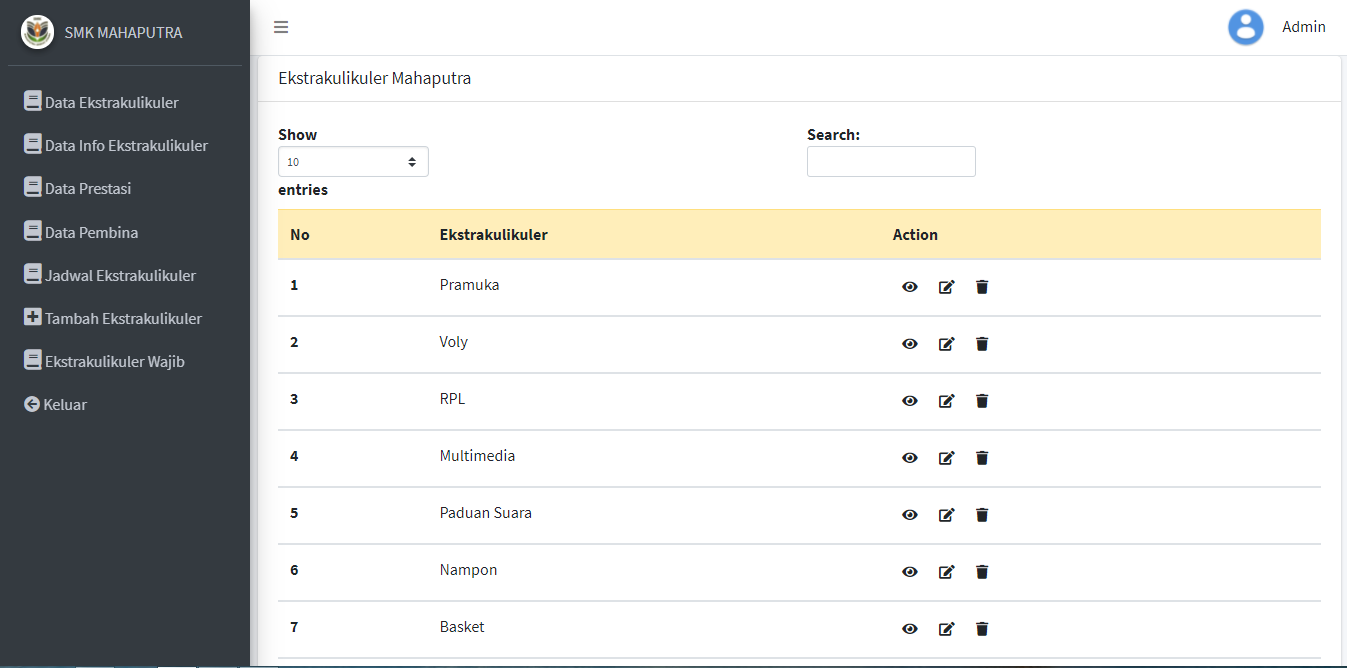 SMK MAHAPUTRA
Admin
Data Ekstrakulikuler
Data Info Ekstrakulikuler
Data Prestasi
Data Pembina
Jadwal Ekstrakulikuler
Tambah Ekstrakulikuler
Ekstrakulikuler Wajib
Keluar
Ekstrakulikuler Mahaputra
Show
10
entries
Search:
No Ekstrakulikuler Action
1 Pramuka
2 Voly
3 RPL
4 Multimedia
5 Paduan Suara
6 Nampon
7 Basket